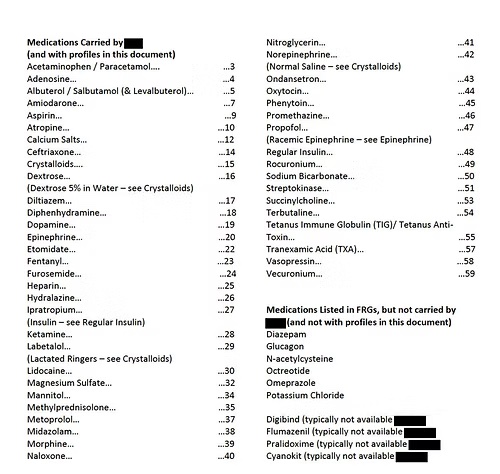 Medications Carried by
(and with profiles in this document)
Acetaminophen / Paracetamol.... ...3
Adenosine... ...4
Albuterol / Salbutamol (& Levalbuterol)... ...5
Amiodarone... ...7
Aspirin... ...9
Atropine... ...10
Calcium Salts... ...12
Ceftriaxone... ...14
Crystalloids.... ...15
Dextrose... ...16
(Dextrose 5% in Water – see Crystalloids)
Diltiazem... ...17
Diphenhydramine... ...18
Dopamine... ...19
Epinephrine... ...20
Etomidate... ...22
Fentanyl... ...23
Furosemide... ...24
Heparin... ...25
Hydralazine... ...26
Ipratropium... ...27
(Insulin – see Regular Insulin)
Ketamine... ...28
Labetalol... ...29
(Lactated Ringers – see Crystalloids)
Lidocaine... ...30
Magnesium Sulfate... ...32
Mannitol... ...34
Methylprednisolone... ...35
Metoprolol... ...37
Midazolam... ...38
Morphine... ...39
Naloxone... ...40
Nitroglycerin... ...41
Norepinephrine... ...42
(Normal Saline – see Crystalloids)
Ondansetron... ...43
Oxytocin... ...44
Phenytoin... ...45
Promethazine... ...46
Propofol... ...47
(Racemic Epinephrine – see Epinephrine)
Regular Insulin... ...48
Rocuronium... ...49
Sodium Bicarbonate... ...50
Streptokinase... ...51
Succinylcholine... ...53
Terbutaline... ...54
Tetanus Immune Globulin (TIG)/ Tetanus Anti-
Toxin... ...55
Tranexamic Acid (TXA)... ...57
Vasopressin... ...58
Vecuronium... ...59
Medications Listed in FRGs, but not carried by
(and not with profiles in this document)
Diazepam
Glucagon
N-acetylcysteine
Octreotide
Omeprazole
Potassium Chloride
Digibind (typically not available
Flumazenil (typically not available
Pralidoxime (typically not available
Cyanokit (typically not available